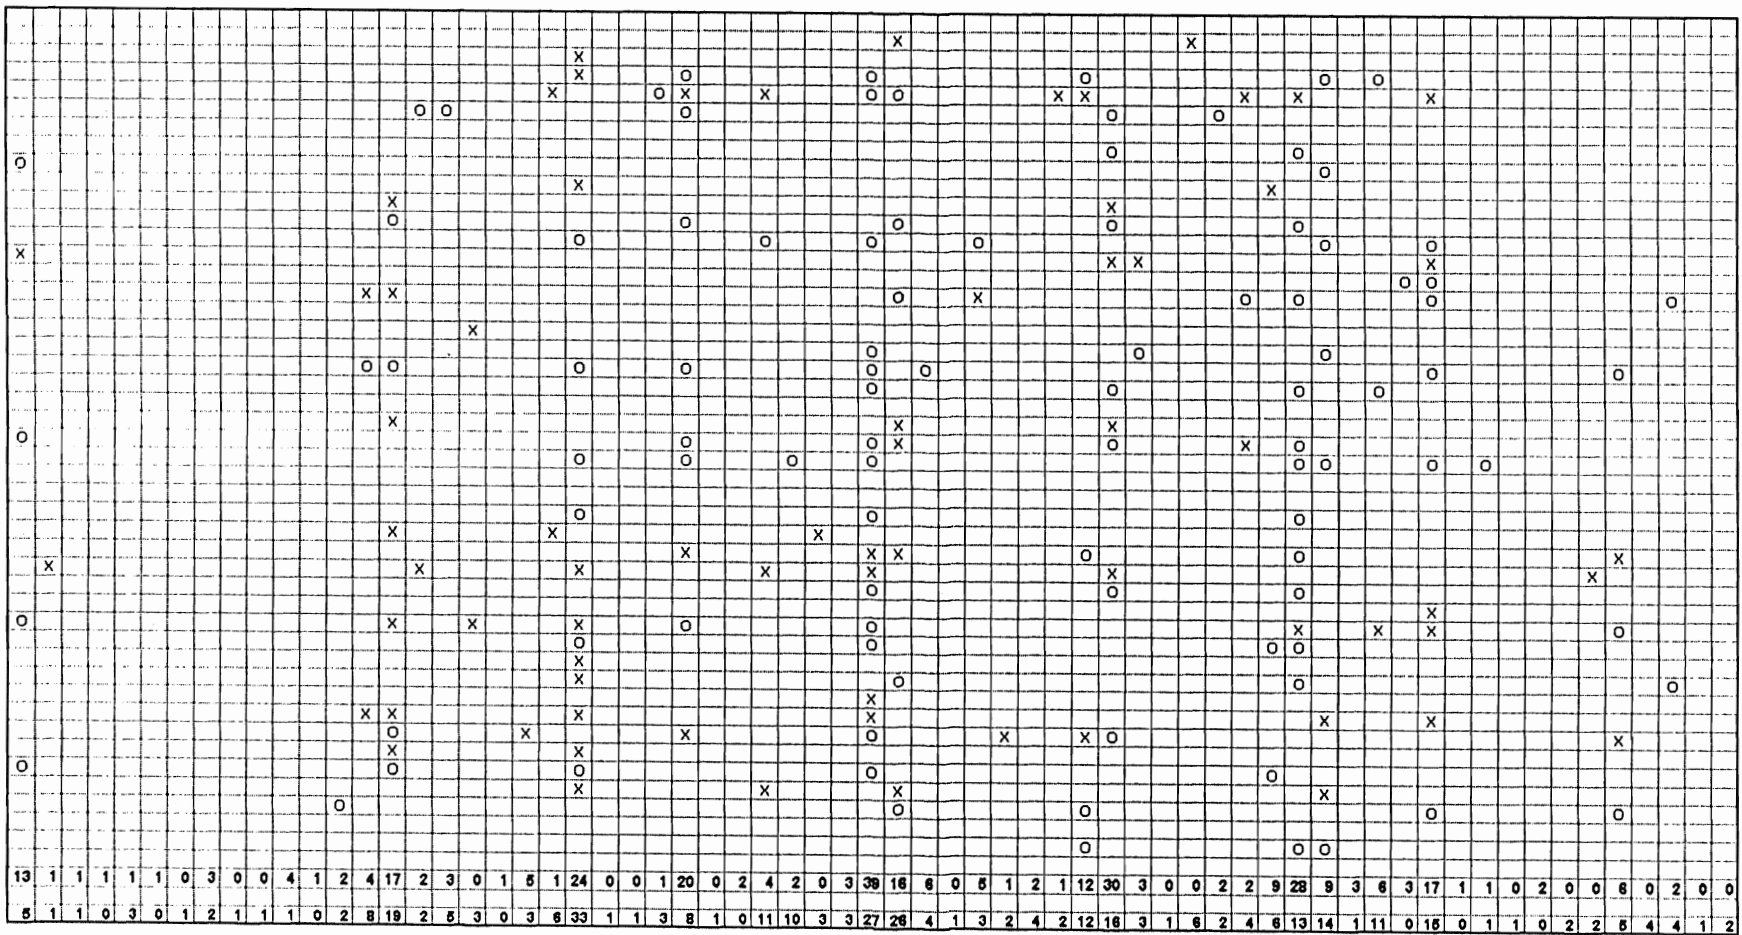 X X
X
X O O O O O
X O X X O O X X X X X
O O O O O
O O
O O
X X
X X
O O O O O
O O O O O O
X X X X
O O
X X O X O O O O
X
O O O
O O O O O O O O
O O O O
X X X
O O O X O X O
O O O O O O O O
O O O
X X X
X X X O O X
X X X X X X X
O O O
X
O X X X O O X X X O
O O O O
X
X O O O
X
X X X X X X
O X X O X X O X
X X
O O O O O
X X X X
O O O O O
O O O
13 1 1 1 1 1 0 3 0 0 4 1 2 4 17 2 3 0 1 5 1 24 0 0 1 20 0 2 4 2 0 3 39 16 6 0 5 1 2 1 12 30 3 0 0 2 2 9 28 9 3 6 3 17 1 1 0 2 0 0 6 0 2 0 0
5 1 1 0 3 0 1 2 1 1 1 0 2 8 19 2 5 3 0 3 6 33 1 1 3 8 1 0 11 10 3 3 27 26 4 1 3 2 4 2 12 16 3 1 6 2 4 6 13 14 1 11 0 15 0 1 1 0 2 2 5 4 4 1 2